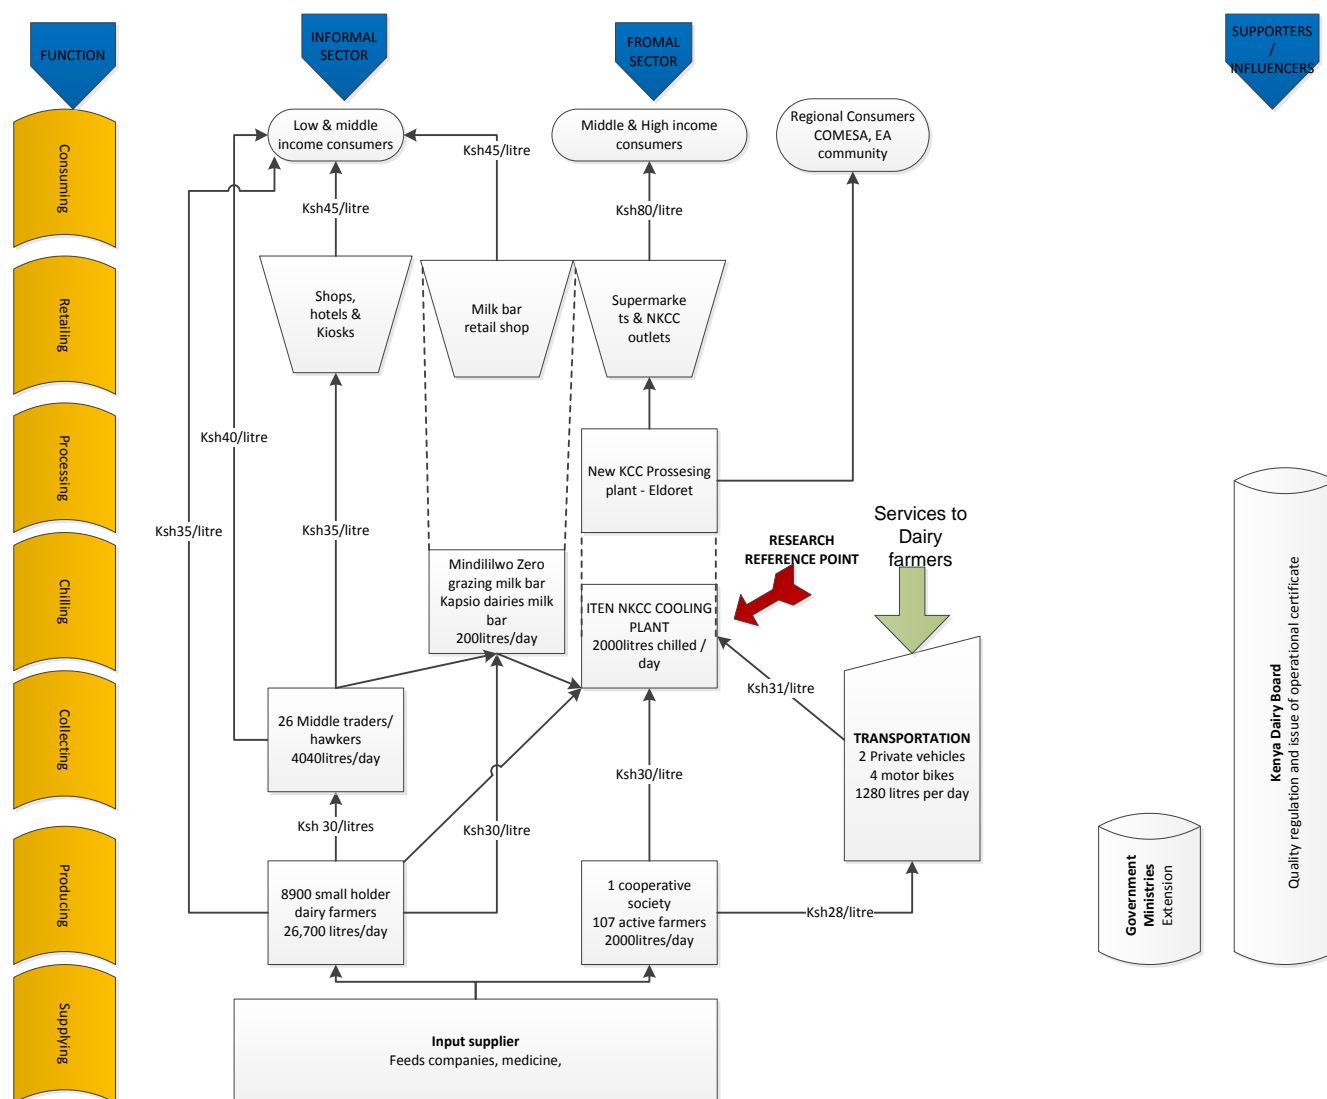 FUNCTION
INFORMAL
SECTOR
FROMAL
SECTOR
SUPPORTERS
/
INFLUENCERS
Consuming
Low & middle
income consumers
Middle & High income
consumers
Regional Consumers
COMESA, EA
community
Ksh45/litre
Ksh45/litre
Ksh80/litre
Retailing
Shops,
hotels &
Kiosks
Milk bar
retail shop
Supermarke
ts & NKCC
outlets
Processing
Ksh40/litre
New KCC Prossesing
plant - Eldoret
Ksh35/litre
Ksh35/litre
Services to
Dairy
farmers
RESEARCH
REFERENCE POINT
Chilling
Mindililwo Zero
grazing milk bar
Kapsio dairies milk
bar
200litres/day
ITEN NKCC COOLING
PLANT
2000litres chilled /
day
Ksh31/litre
Collecting
26 Middle traders/
hawkers
4040litres/day
TRANSPORTATION
2 Private vehicles
4 motor bikes
1280 litres per day
Ksh30/litre
Kenya Dairy Board
Quality regulation and issue of operational certificate
Ksh 30/litres
Ksh30/litre
Producing
8900 small holder
dairy farmers
26,700 litres/day
1 cooperative
society
107 active farmers
2000litres/day
Ksh28/litre
Government
Ministries
Extension
Supplying
Input supplier
Feeds companies, medicine,